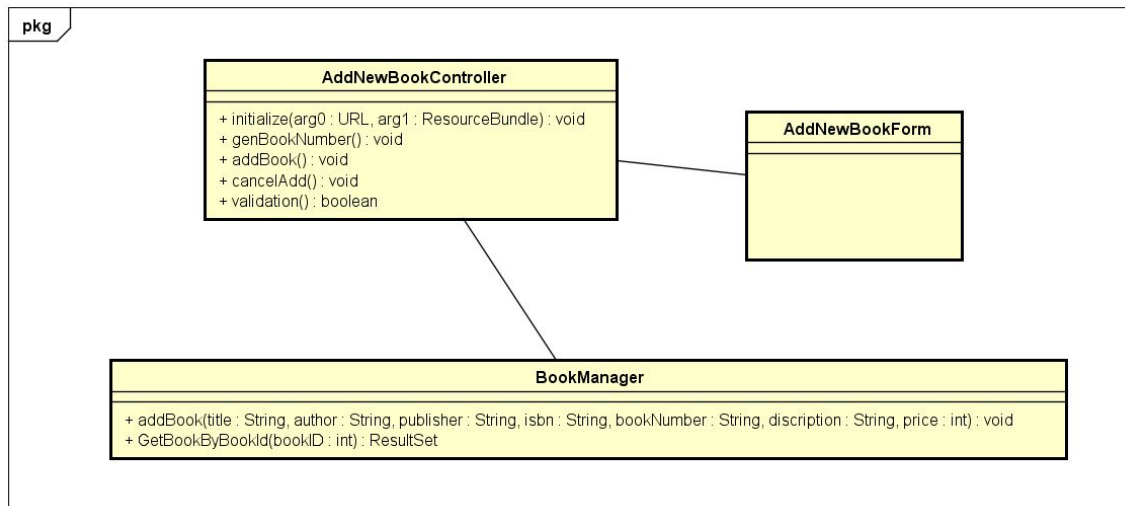 pkg
AddNewBookController
+ initialize(arg0 : URL, arg1 : ResourceBundle) : void
+ genBookNumber() : void
+ addBook() : void
+ cancelAdd() : void
+ validation() : boolean
AddNewBookForm
BookManager
+ addBook(title : String, author : String, publisher : String, isbn : String, bookNumber : String, discription : String, price : int) : void
+ GetBookByBookId(bookID : int) : ResultSet